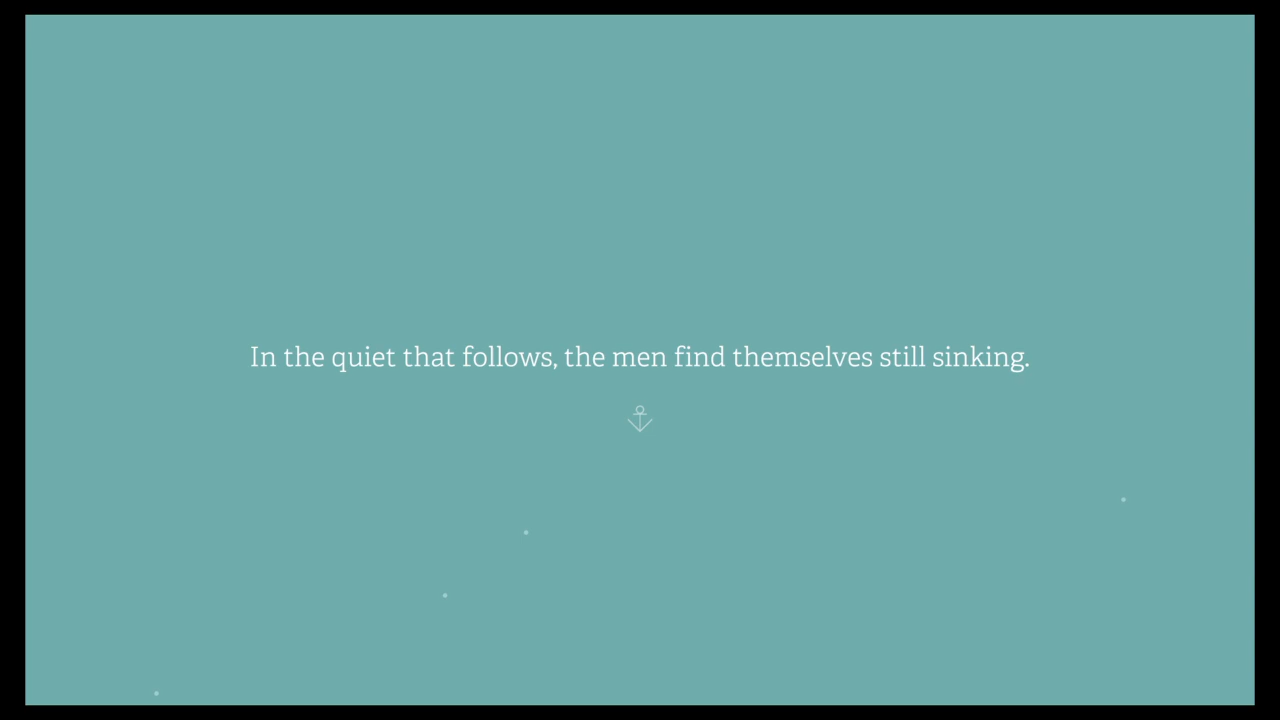 In the quiet that follows, the men find themselves still sinking.